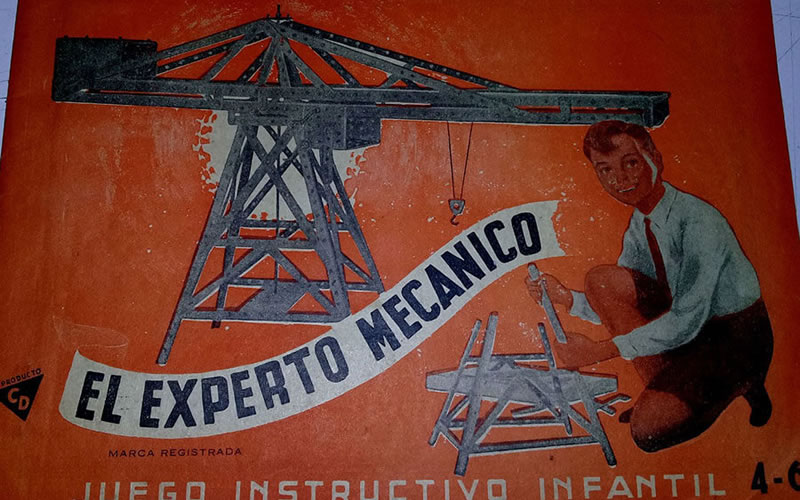 EL EXPERTO MECANICO
PRODUCTO
CD
MARCA REGISTRADA
JUEGO INSTRUCTIVO INFANTIL
4-6